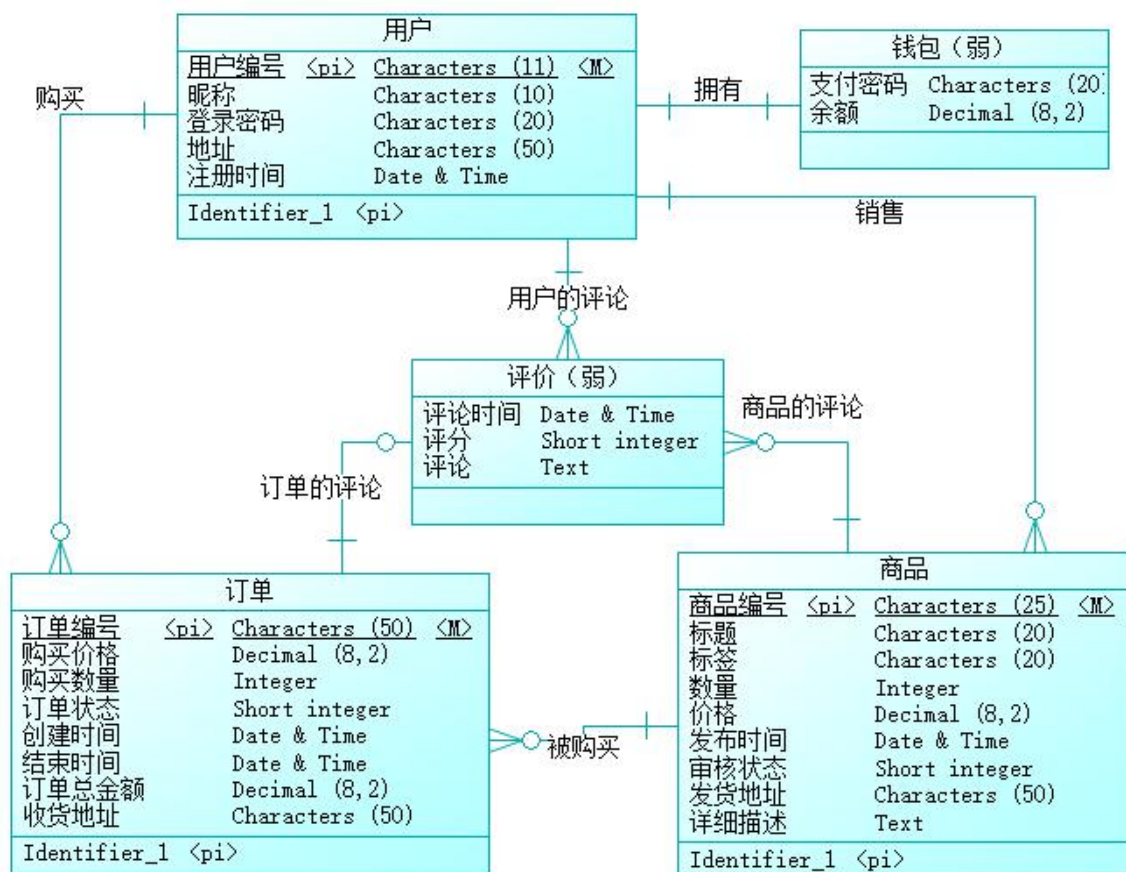 用户
用户编号 <pi> Characters (11) <M>
昵称 Characters (10)
登录密码 Characters (20)
地址 Characters (50)
注册时间 Date & Time
Identifier_1 <pi>
钱包（弱）
支付密码 Characters (20)
余额 Decimal (8,2)
购买
拥有
销售
用户的评论
评价（弱）
评论时间 Date & Time
评分 Short integer
评论 Text
商品的评论
订单的评论
订单
订单编号 <pi> Characters (50) <M>
购买价格 Decimal (8,2)
购买数量 Integer
订单状态 Short integer
创建时间 Date & Time
结束时间 Date & Time
订单总金额 Decimal (8,2)
收货地址 Characters (50)
Identifier_1 <pi>
被购买
商品
商品编号 <pi> Characters (25) <M>
标题 Characters (20)
标签 Characters (20)
数量 Integer
价格 Decimal (8,2)
发布时间 Date & Time
审核状态 Short integer
发货地址 Characters (50)
详细描述 Text
Identifier_1 <pi>